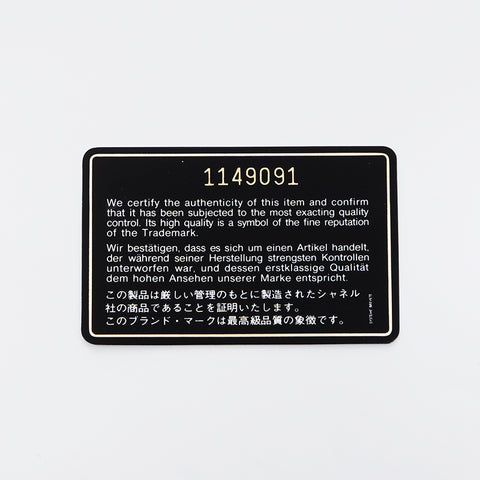 1149091
We certify the authenticity of this item and confirm
that it has been subjected to the most exacting quality
control. Its high quality is a symbol of the fine reputation
of the Trademark.
Wir bestätigen, dass es sich um einen Artikel handelt,
der während seiner Herstellung strengsten Kontrollen
unterworfen war, und dessen erstklassige Qualität
dem hohen Ansehen unserer Marke entspricht.
この製品は厳しい管理のもとに製造されたシャネル
社の商品であることを証明いたします。
このブランド・マークは最高級品質の象徴です。